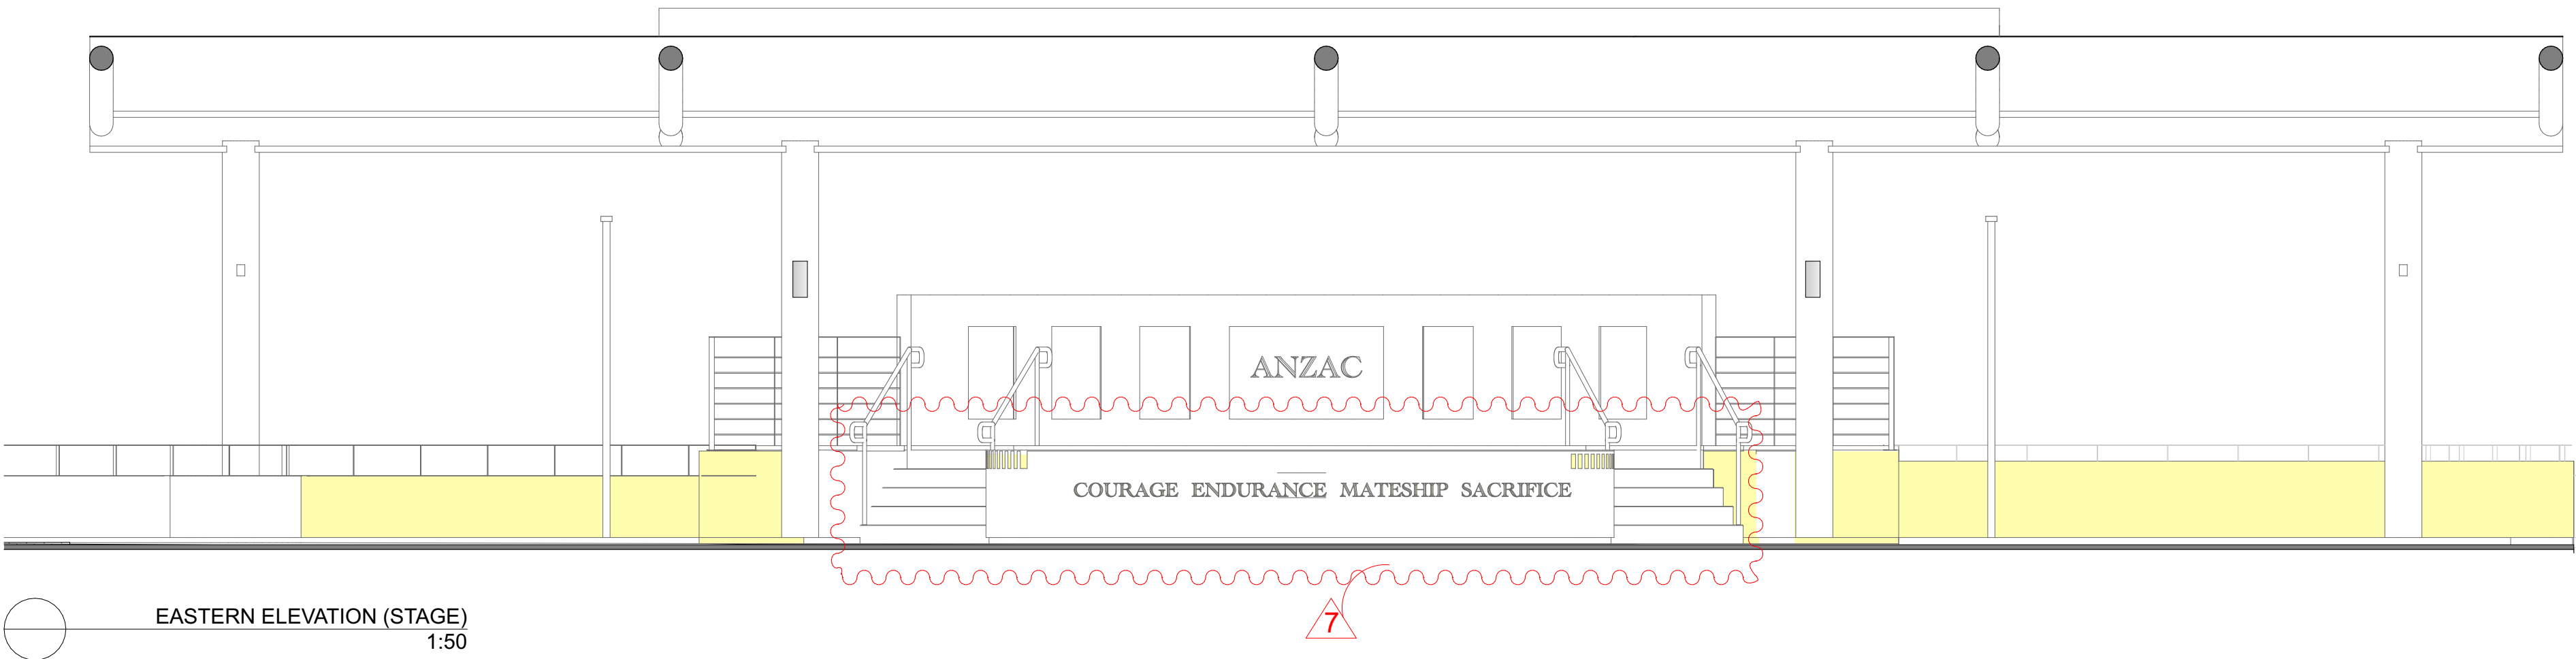 ANZAC
COURAGE ENDURANCE MATESHIP SACRIFICE
EASTERN ELEVATION (STAGE)
1:50
7